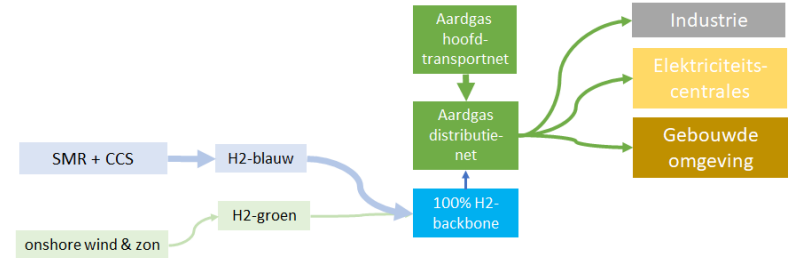 Aardgas
hoofd-
transportnet
Industrie
Elektriciteits-
centrales
Aardgas
distributie-
net
Gebouwde
omgeving
SMR + CCS
H2-blauw
100% H2-
backbone
H2-groen
onshore wind & zon